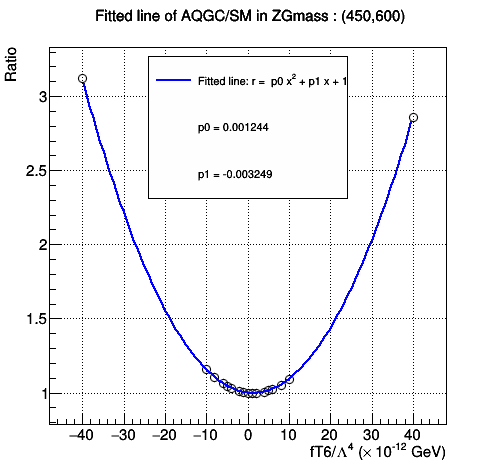 Fitted line of AQGC/SM in ZGmass : (450,600)
Ratio
Fitted line: r = p0 x² + p1 x + 1
p0 = 0.001244
p1 = -0.003249
3
2.5
2
1.5
1
−40 −30 −20 −10 0 10 20 30 40
fT6/Λ⁴ (× 10⁻¹² GeV)